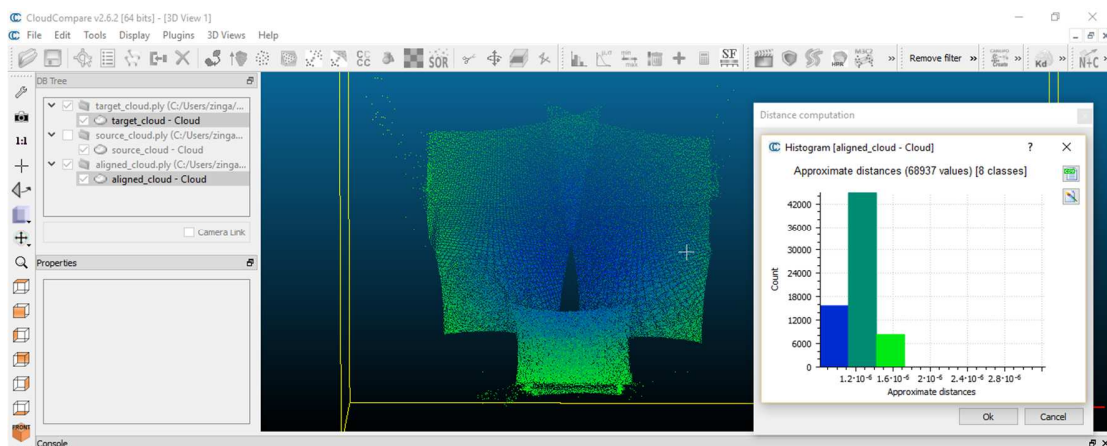 CloudCompare v2.6.2 [64 bits] - [3D View 1]
File Edit Tools Display Plugins 3D Views Help
SOR
SF
Remove filter
Kd
N+C
DB Tree
target_cloud.ply (C:/Users/zinga/...
target_cloud - Cloud
source_cloud.ply (C:/Users/zinga...
source_cloud - Cloud
aligned_cloud.ply (C:/Users/zinga...
aligned_cloud - Cloud
Camera Link
Properties
1:1
FRONT
Console
Distance computation
Histogram [aligned_cloud - Cloud] ?
Approximate distances (68937 values) [8 classes]
42000
36000
30000
24000
18000
12000
6000
0
Count
1.2·10⁻⁶ 1.6·10⁻⁶ 2·10⁻⁶ 2.4·10⁻⁶ 2.8·10⁻⁶
Approximate distances
Ok Cancel